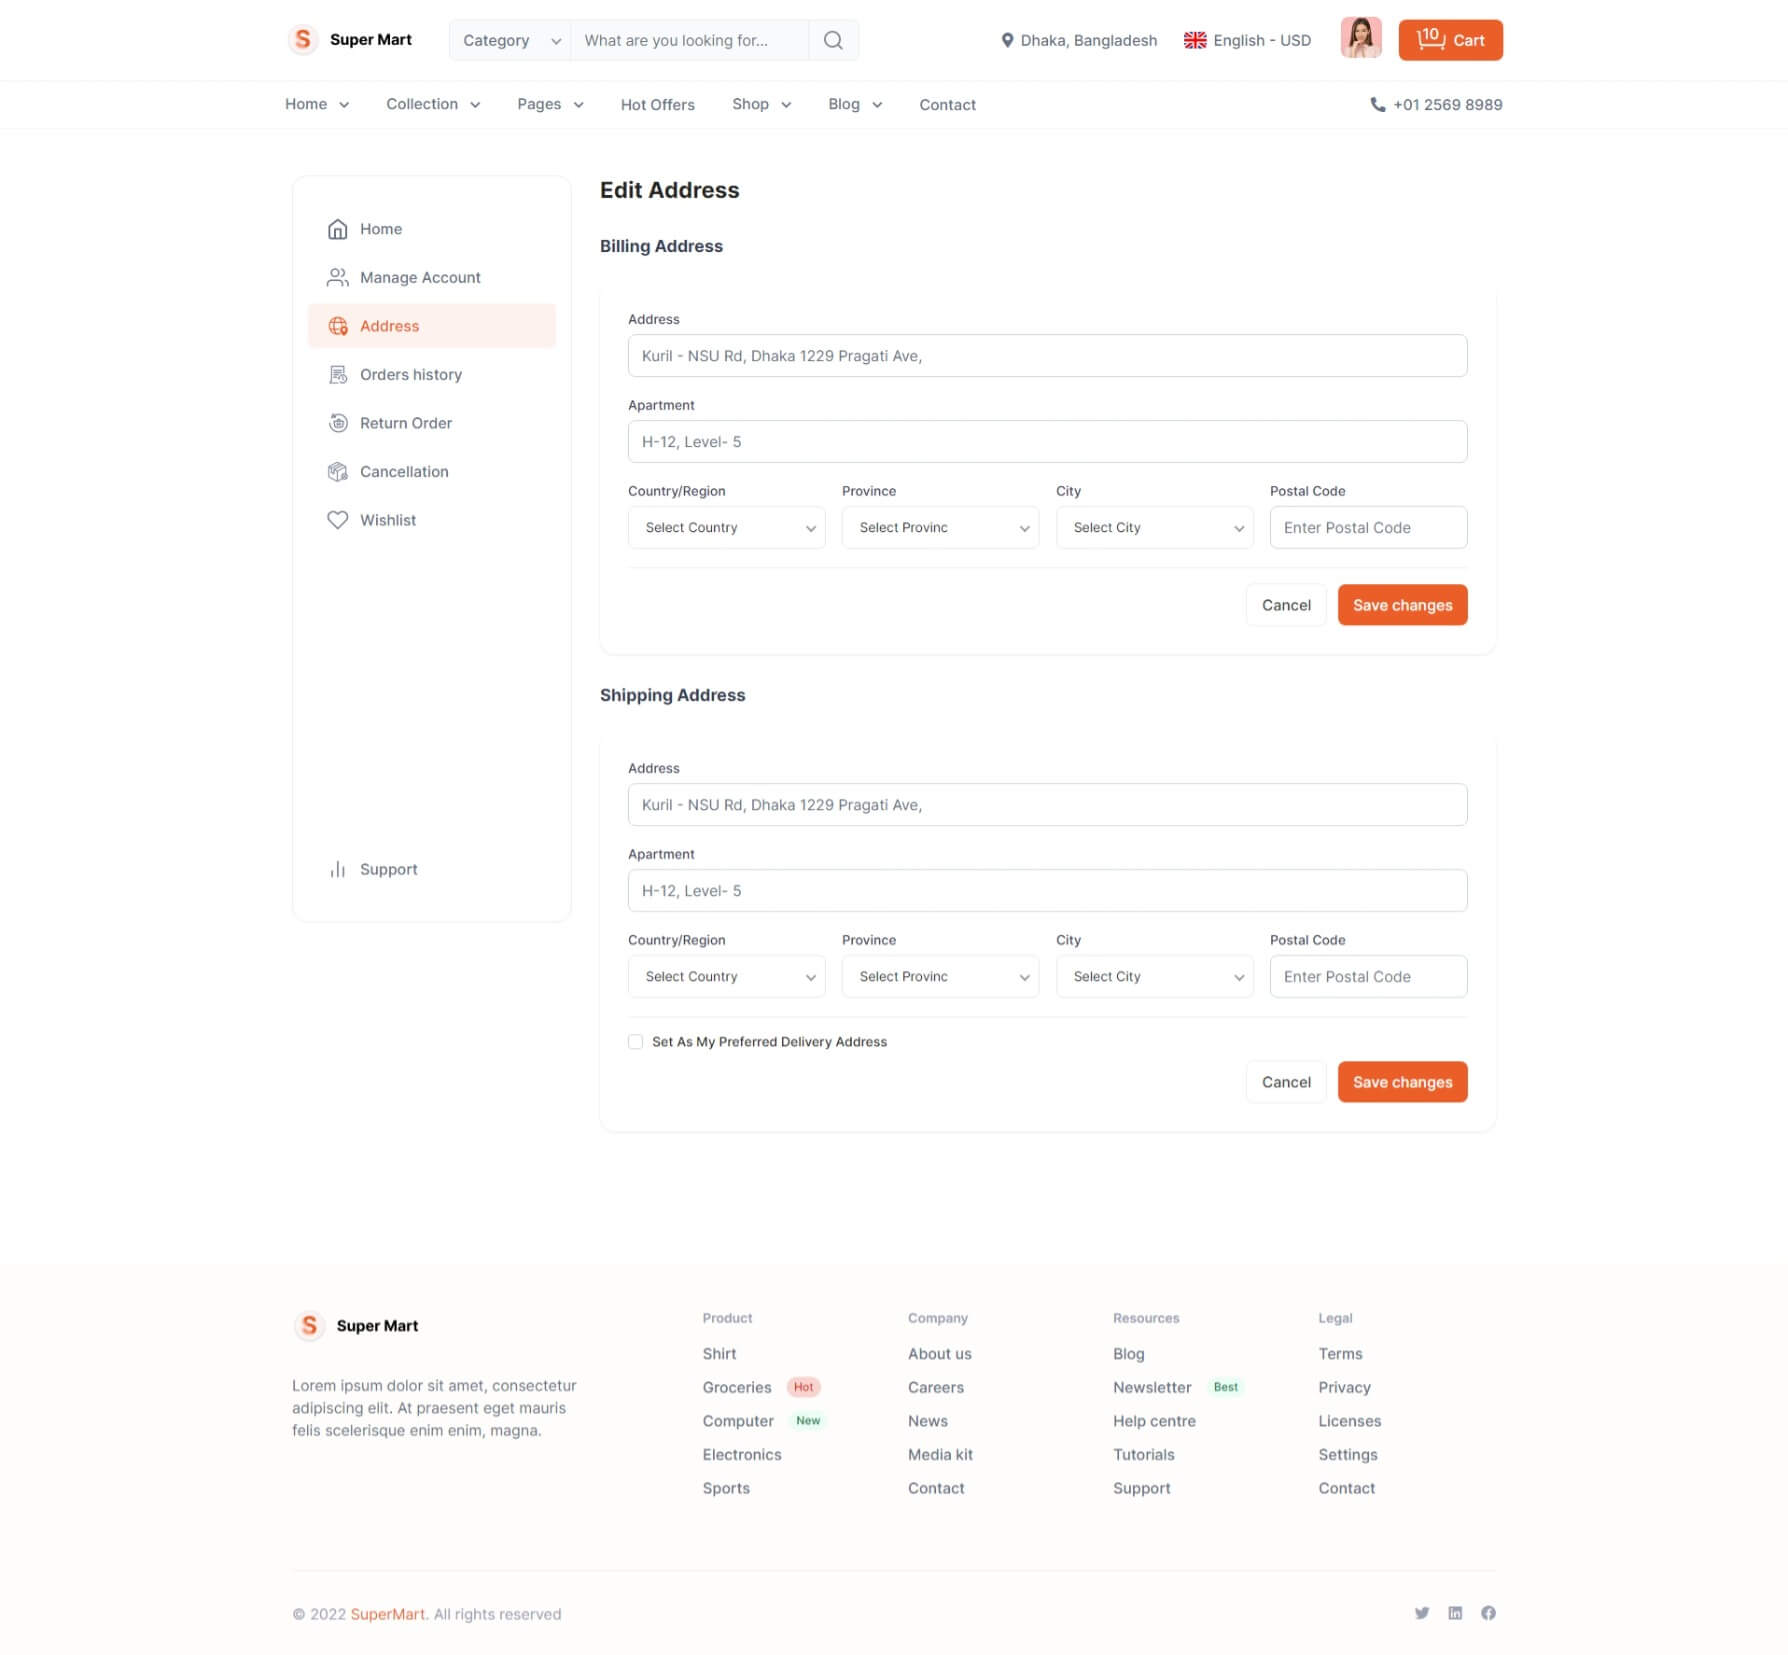 Super Mart
Category
What are you looking for...
Dhaka, Bangladesh
English - USD
10
Cart
Home
Collection
Pages
Hot Offers
Shop
Blog
Contact
+01 2569 8989
Home
Manage Account
Address
Orders history
Return Order
Cancellation
Wishlist
Support
Edit Address
Billing Address
Address
Kuril - NSU Rd, Dhaka 1229 Pragati Ave,
Apartment
H-12, Level- 5
Country/Region
Province
City
Postal Code
Select Country
Select Provinc
Select City
Enter Postal Code
Cancel
Save changes
Shipping Address
Address
Kuril - NSU Rd, Dhaka 1229 Pragati Ave,
Apartment
H-12, Level- 5
Country/Region
Province
City
Postal Code
Select Country
Select Provinc
Select City
Enter Postal Code
Set As My Preferred Delivery Address
Cancel
Save changes
S
Super Mart
Lorem ipsum dolor sit amet, consectetur
adipiscing elit. At praesent eget mauris
felis scelerisque enim enim, magna.
Product
Shirt
Groceries Hot
Computer New
Electronics
Sports
Company
About us
Careers
News
Media kit
Contact
Resources
Blog
Newsletter Best
Help centre
Tutorials
Support
Legal
Terms
Privacy
Licenses
Settings
Contact
© 2022 SuperMart. All rights reserved